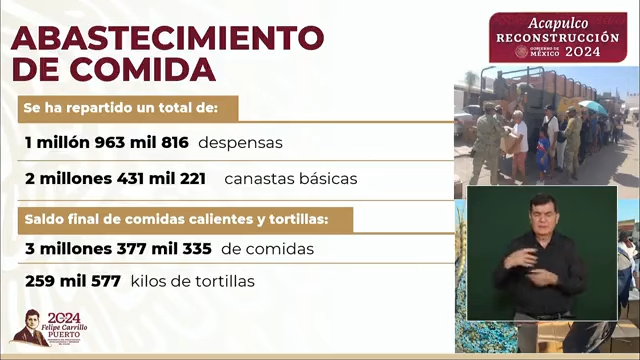 ABASTECIMIENTO
DE COMIDA
Acapulco
RECONSTRUCCIÓN
GOBIERNO DE
MÉXICO
2024
Se ha repartido un total de:
1 millón 963 mil 816 despensas
2 millones 431 mil 221 canastas básicas
Saldo final de comidas calientes y tortillas:
3 millones 377 mil 335 de comidas
259 mil 577 kilos de tortillas
2024
Felipe Carrillo
PUERTO